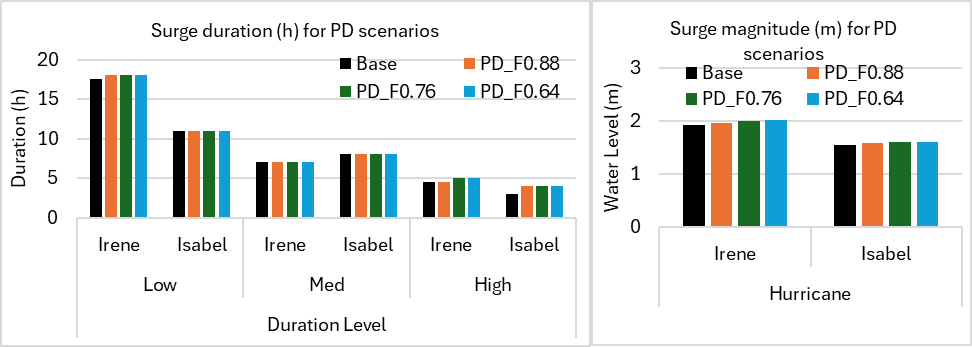 Surge duration (h) for PD scenarios
Base
PD_F0.88
PD_F0.76
PD_F0.64
Duration (h)
20
15
10
5
0
Irene
Isabel
Irene
Isabel
Irene
Isabel
Low
Med
High
Duration Level
Surge magnitude (m) for PD
scenarios
Base
PD_F0.88
PD_F0.76
PD_F0.64
Water Level (m)
3
2
1
0
Irene
Isabel
Hurricane